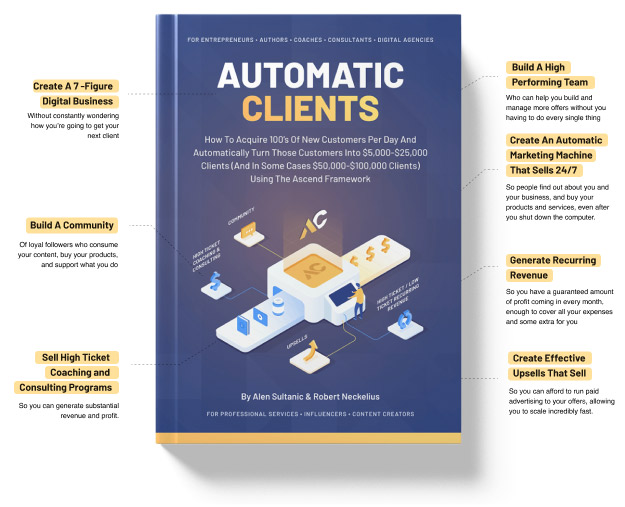 FOR ENTREPRENEURS • AUTHORS • COACHES • CONSULTANTS • DIGITAL AGENCIES
AUTOMATIC
CLIENTS
How To Acquire 100's Of New Customers Per Day And
Automatically Turn Those Customers Into $5,000-$25,000
Clients (And In Some Cases $50,000-$100,000 Clients)
Using The Ascend Framework
COMMUNITY
HIGH TICKET
COACHING &
CONSULTING
AC
AC
HIGH TICKET / LOW
TICKET RECURRING
REVENUE
UPSELLS
By Alen Sultanic & Robert Neckelius
FOR PROFESSIONAL SERVICES • INFLUENCERS • CONTENT CREATORS
Create A 7 -Figure
Digital Business
Without constantly wondering
how you're going to get your
next client
Build A Community
Of loyal followers who consume
your content, buy your products,
and support what you do
Sell High Ticket
Coaching and
Consulting Programs
So you can generate substantial
revenue and profit.
Build A High
Performing Team
Who can help you build and
manage more offers without you
having to do every single thing
Create An Automatic
Marketing Machine
That Sells 24/7
So people find out about you and
your business, and buy your
products and services, even after
you shut down the computer.
Generate Recurring
Revenue
So you have a guaranteed amount
of profit coming in every month,
enough to cover all your expenses
and some extra for you
Create Effective
Upsells That Sell
So you can afford to run paid
advertising to your offers, allowing
you to scale incredibly fast.